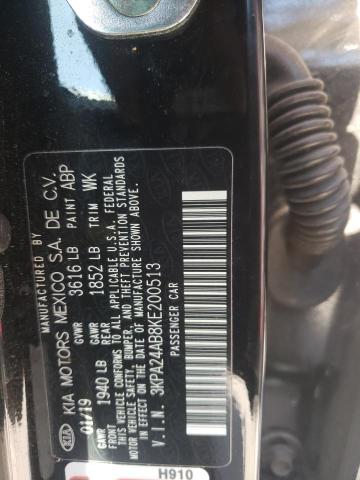 MANUFACTURED BY
KIA KIA MOTORS MEXICO S.A. DE C.V.
01/19 GVWR 3616 LB PAINT ABP
GAWR FRONT 1940 LB GAWR REAR 1852 LB TRIM WK
THIS VEHICLE CONFORMS TO ALL APPLICABLE U.S.A. FEDERAL
MOTOR VEHICLE SAFETY, BUMPER, AND THEFT PREVENTION STANDARDS
IN EFFECT ON THE DATE OF MANUFACTURE SHOWN ABOVE.
V.I.N. 3KPA24AB8KE200513
PASSENGER CAR
H910